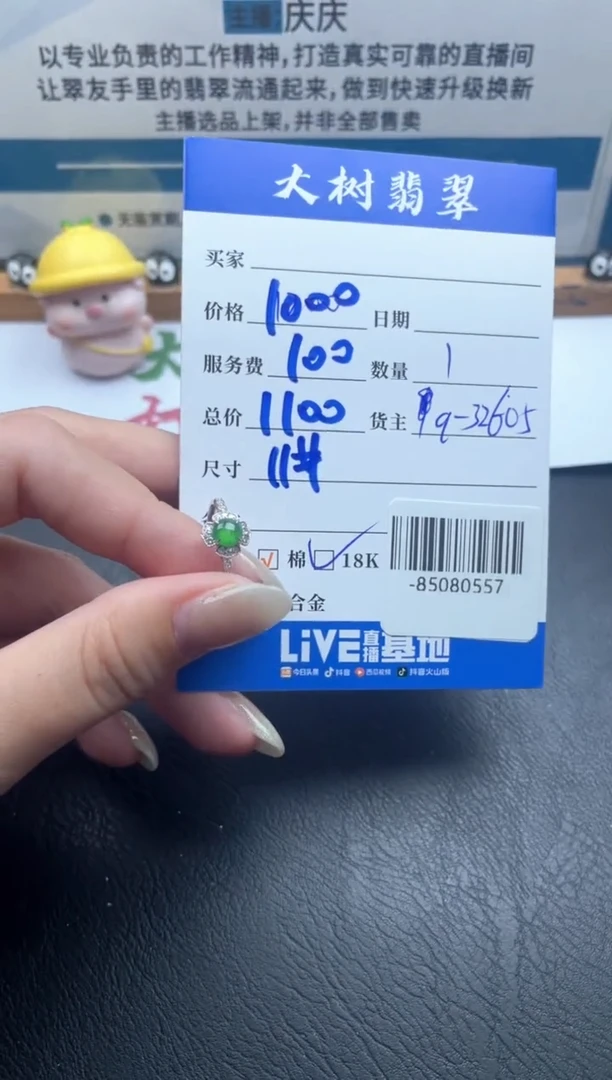 主播 庆庆
以专业负责的工作精神,打造真实可靠的直播间
让翠友手里的翡翠流通起来,做到快速升级换新
主播选品上架,并非全部售卖
大树翡翠
买家
价格 1000 日期
服务费 100 数量 1
总价 1100 货主 19-32605
尺寸 11#
棉 18K
-85080557
合金
LiVE直播基地
今日头条 抖音 西瓜视频 抖音火山版